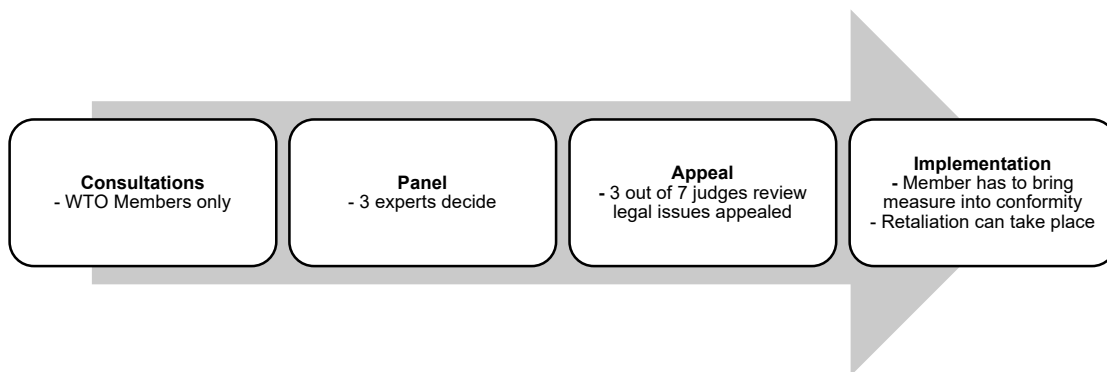 Consultations
- WTO Members only
Panel
- 3 experts decide
Appeal
- 3 out of 7 judges review
legal issues appealed
Implementation
- Member has to bring
measure into conformity
- Retaliation can take place